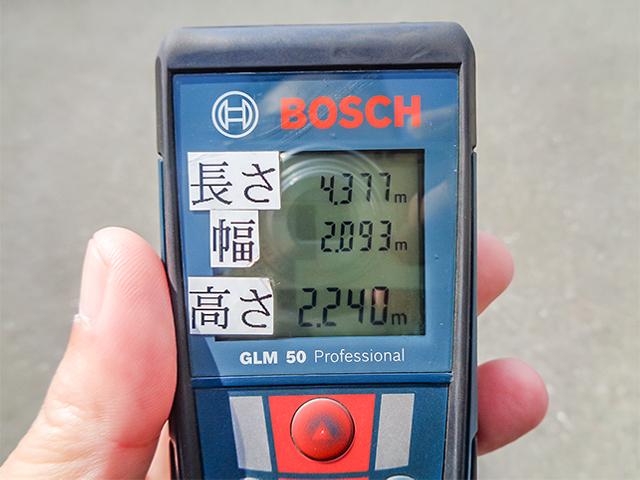 BOSCH
長さ 4.377m
幅 2.093m
高さ 2.240m
GLM 50 Professional